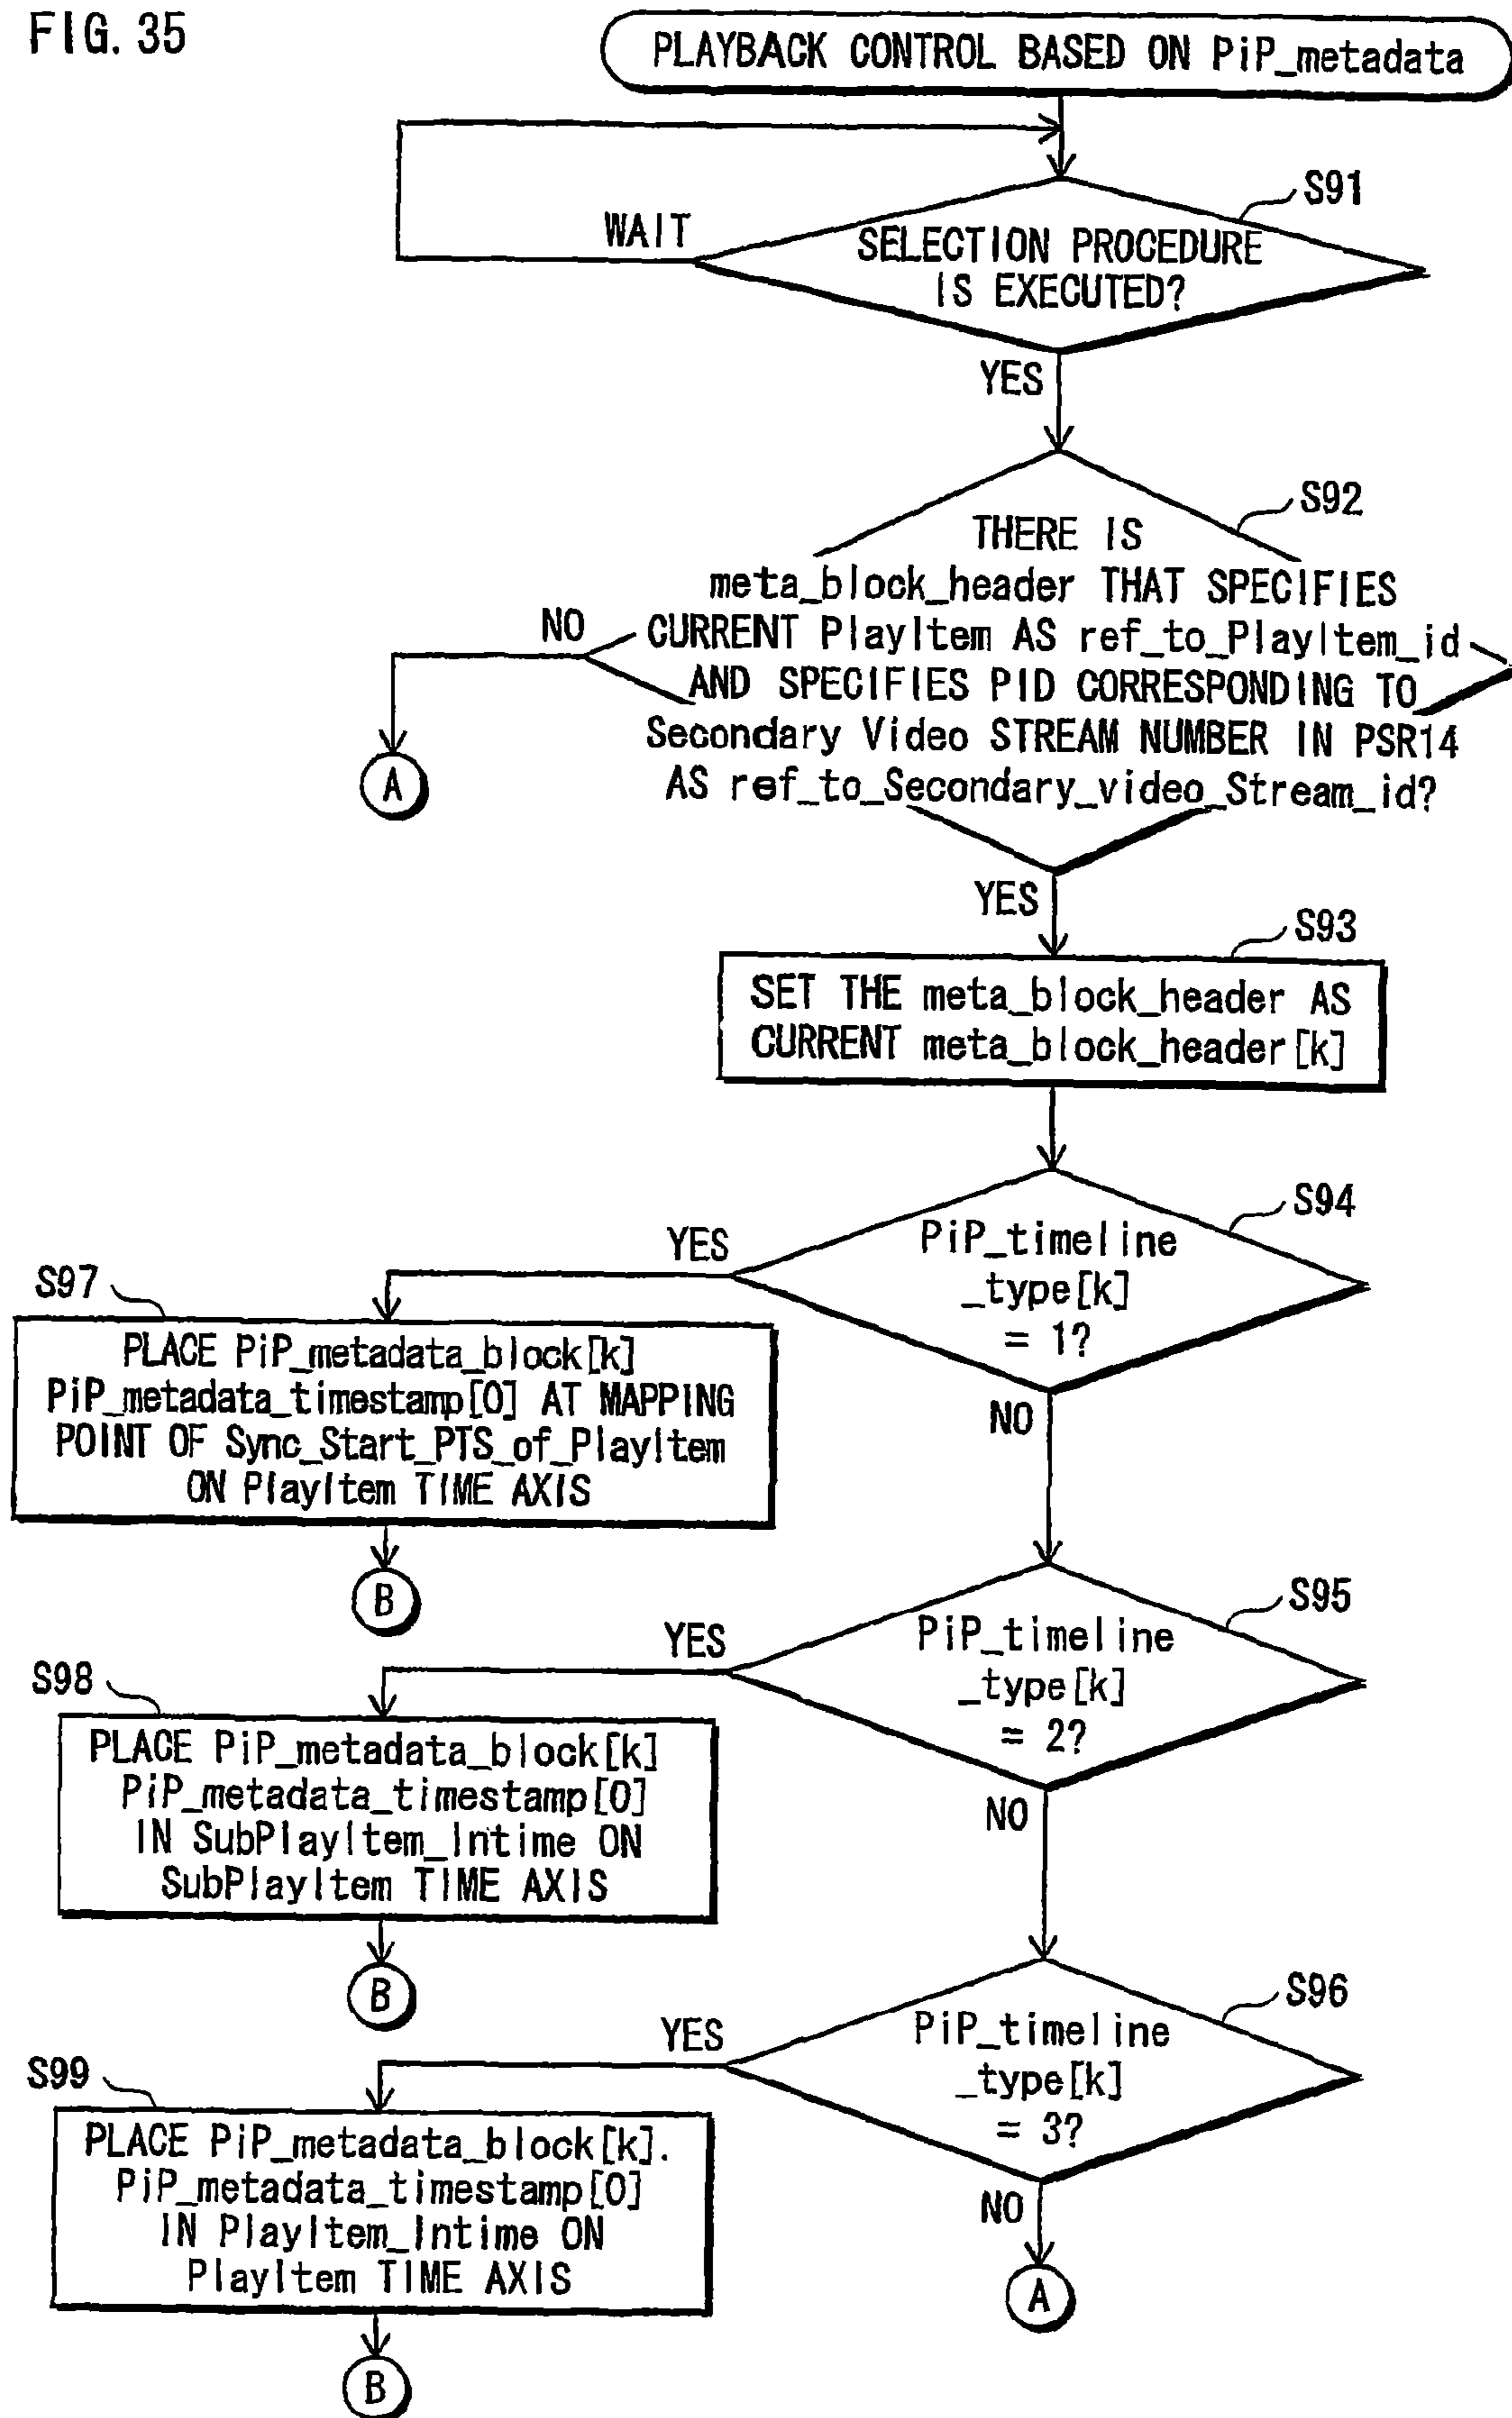 FIG. 35
PLAYBACK CONTROL BASED ON PiP_metadata
S91
WAIT
SELECTION PROCEDURE
IS EXECUTED?
YES
S92
THERE IS
meta_block_header THAT SPECIFIES
NO
CURRENT PlayItem AS ref_to_PlayItem_id
AND SPECIFIES PID CORRESPONDING TO
Secondary Video STREAM NUMBER IN PSR14
AS ref_to_Secondary_video_Stream_id?
A
YES
S93
SET THE meta_block_header AS
CURRENT meta_block_header[k]
S94
YES
PiP_timeline
_type[k]
= 1?
S97
PLACE PiP_metadata_block[k]
PiP_metadata_timestamp[0] AT MAPPING
POINT OF Sync_Start_PTS_of_PlayItem
ON PlayItem TIME AXIS
NO
B
S95
YES
PiP_timeline
_type[k]
= 2?
S98
PLACE PiP_metadata_block[k]
PiP_metadata_timestamp[0]
IN SubPlayItem_Intime ON
SubPlayItem TIME AXIS
NO
B
S96
YES
PiP_timeline
_type[k]
= 3?
S99
PLACE PiP_metadata_block[k].
PiP_metadata_timestamp[0]
IN PlayItem_Intime ON
PlayItem TIME AXIS
NO
A
B